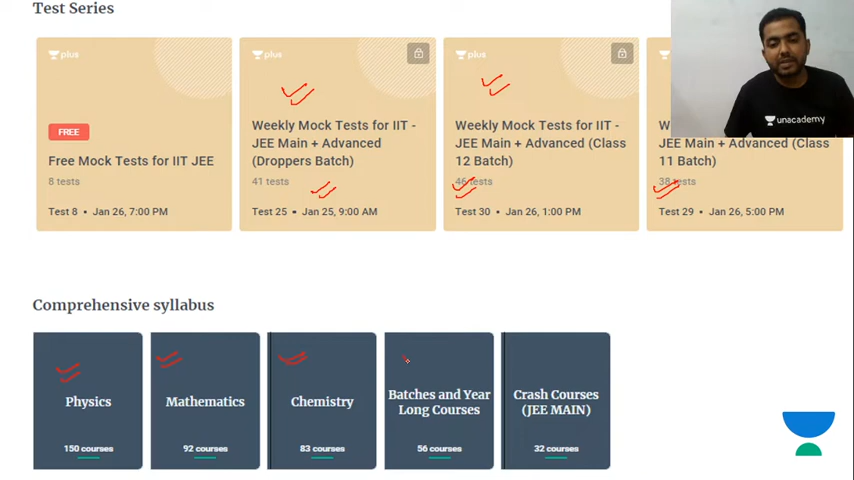 Test Series
plus
FREE
Free Mock Tests for IIT JEE
8 tests
Test 8 • Jan 26, 7:00 PM
plus
Weekly Mock Tests for IIT -
JEE Main + Advanced
(Droppers Batch)
41 tests
Test 25 • Jan 25, 9:00 AM
plus
Weekly Mock Tests for IIT -
JEE Main + Advanced (Class
12 Batch)
46 tests
Test 30 • Jan 26, 1:00 PM
JEE Main + Advanced (Class
11 Batch)
38 tests
Test 29 • Jan 26, 5:00 PM
unacademy
Comprehensive syllabus
Physics
150 courses
Mathematics
92 courses
Chemistry
83 courses
Batches and Year
Long Courses
56 courses
Crash Courses
(JEE MAIN)
32 courses